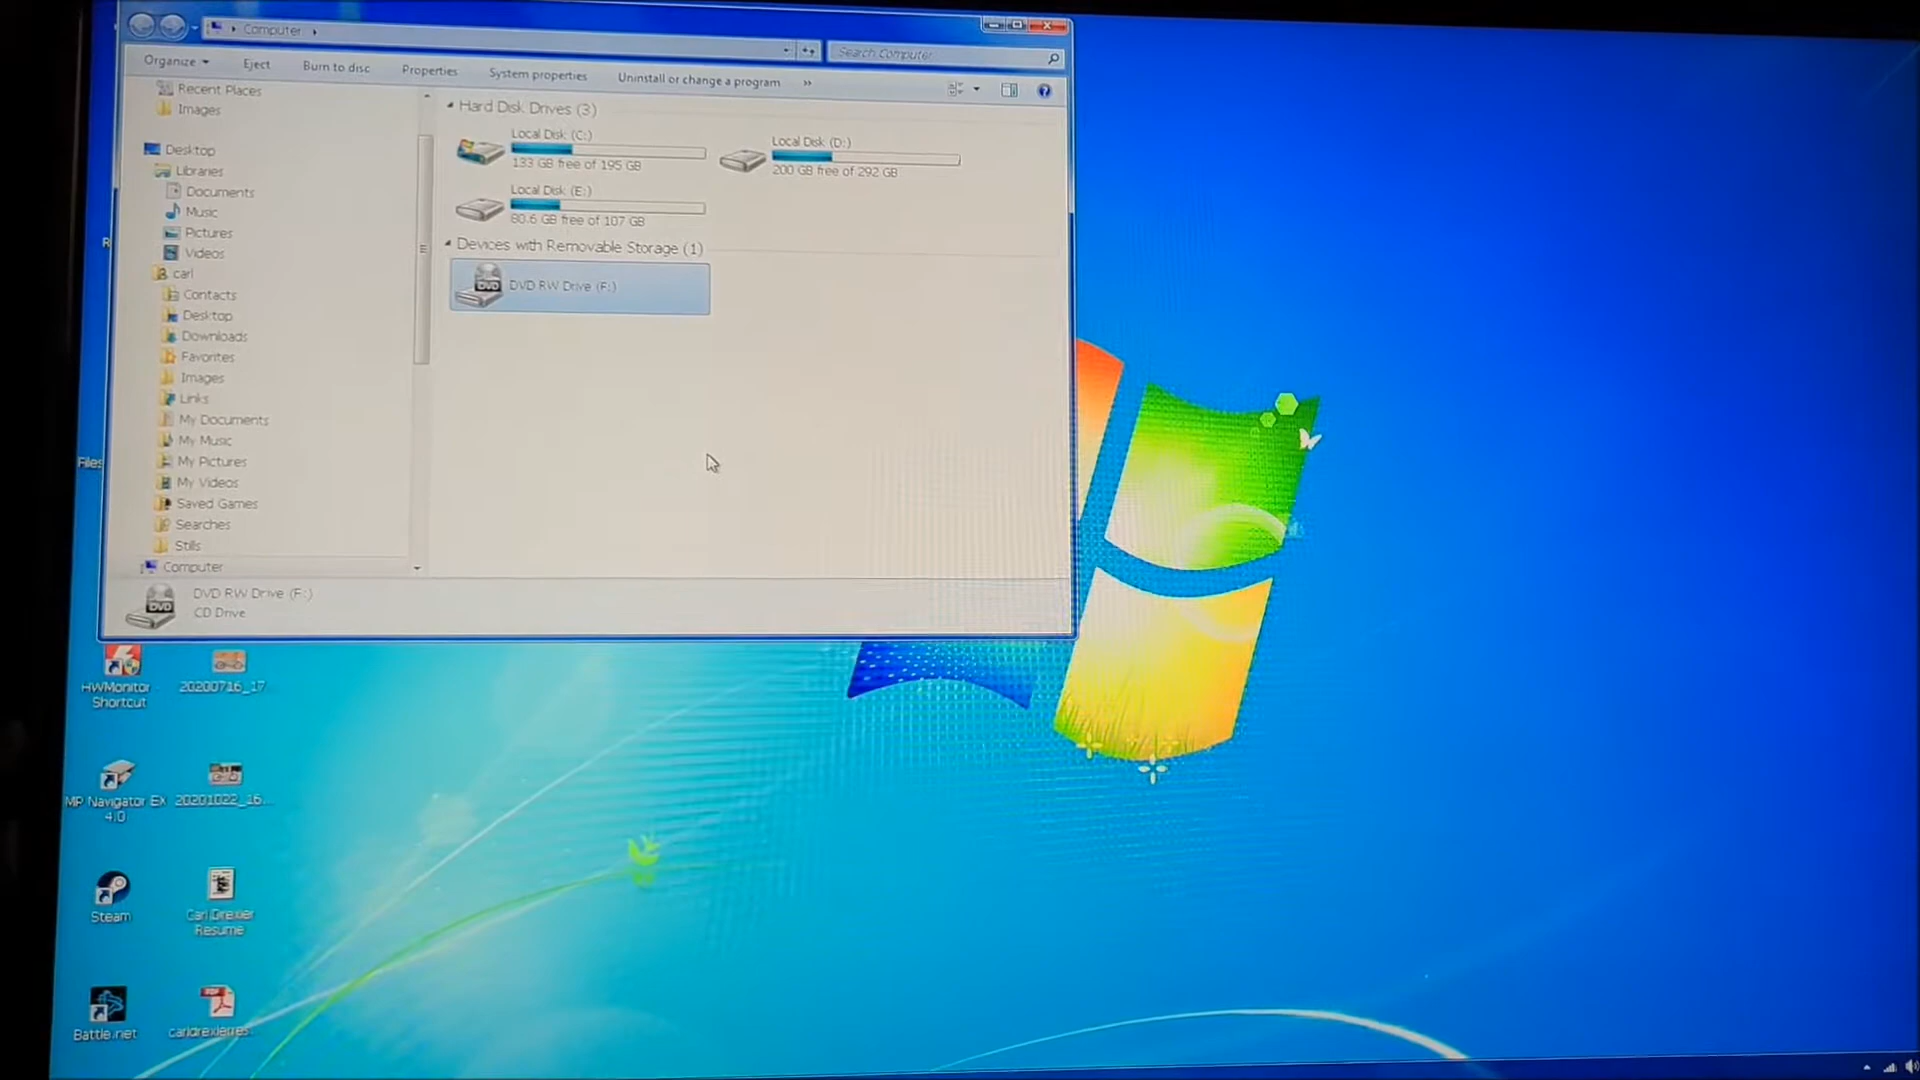 Computer
Search Computer
Organize
Eject
Burn to disc
Properties
System properties
Uninstall or change a program
»
Recent Places
Images
Desktop
Libraries
Documents
Music
Pictures
Videos
carl
Contacts
Desktop
Downloads
Favorites
Images
Links
My Documents
My Music
My Pictures
My Videos
Saved Games
Searches
Stills
Computer
Hard Disk Drives (3)
Local Disk (C:)
133 GB free of 195 GB
Local Disk (D:)
200 GB free of 292 GB
Local Disk (E:)
80.6 GB free of 107 GB
Devices with Removable Storage (1)
DVD
DVD RW Drive (F:)
DVD
DVD RW Drive (F:)
CD Drive
R
Files
HWMonitor
Shortcut
20200716_17
MP Navigator EX
4.0
20201022_16...
Steam
Carl Drexler
Resume
Battle.net
PDF
carldrexlerres...